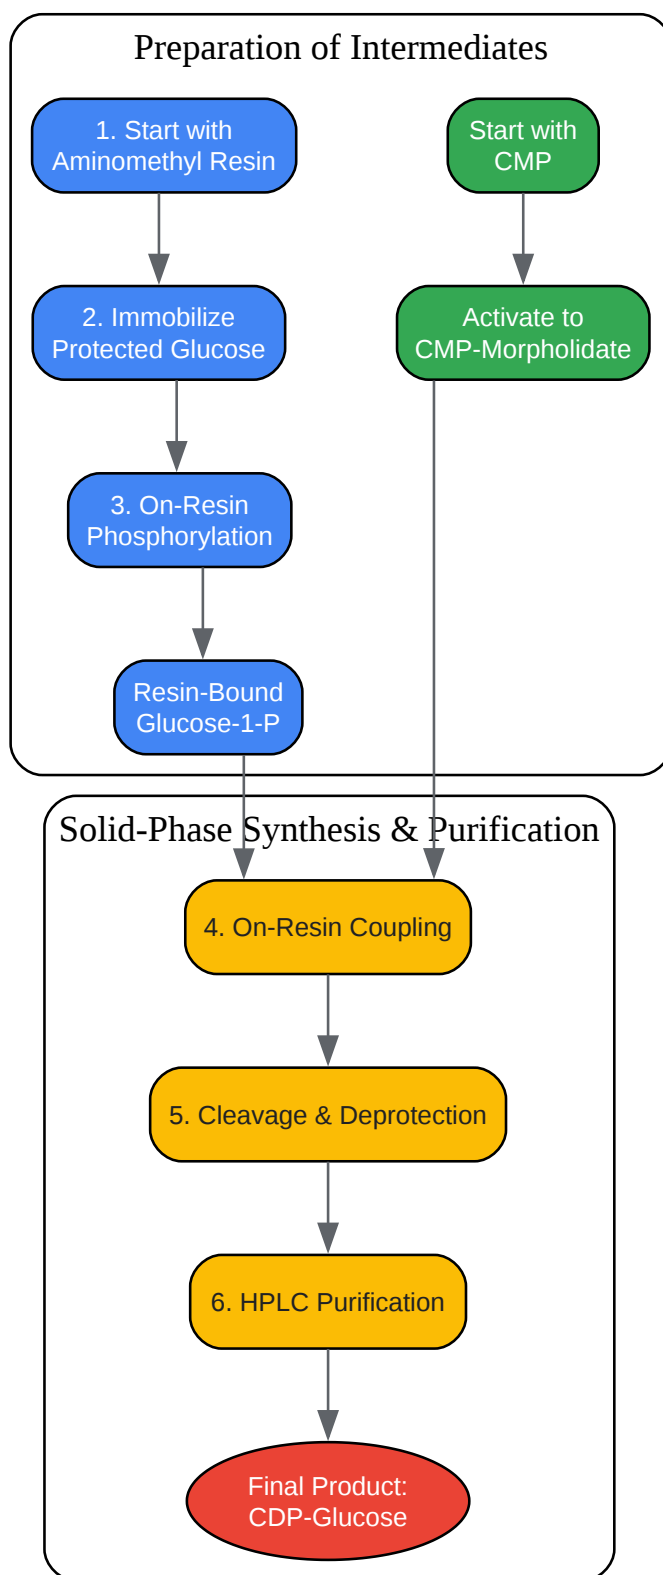 Preparation of Intermediates
1. Start with
Aminomethyl Resin
Start with
CMP
2. Immobilize
Protected Glucose
Activate to
CMP-Morpholidate
3. On-Resin
Phosphorylation
Resin-Bound
Glucose-1-P
Solid-Phase Synthesis & Purification
4. On-Resin Coupling
5. Cleavage & Deprotection
6. HPLC Purification
Final Product:
CDP-Glucose